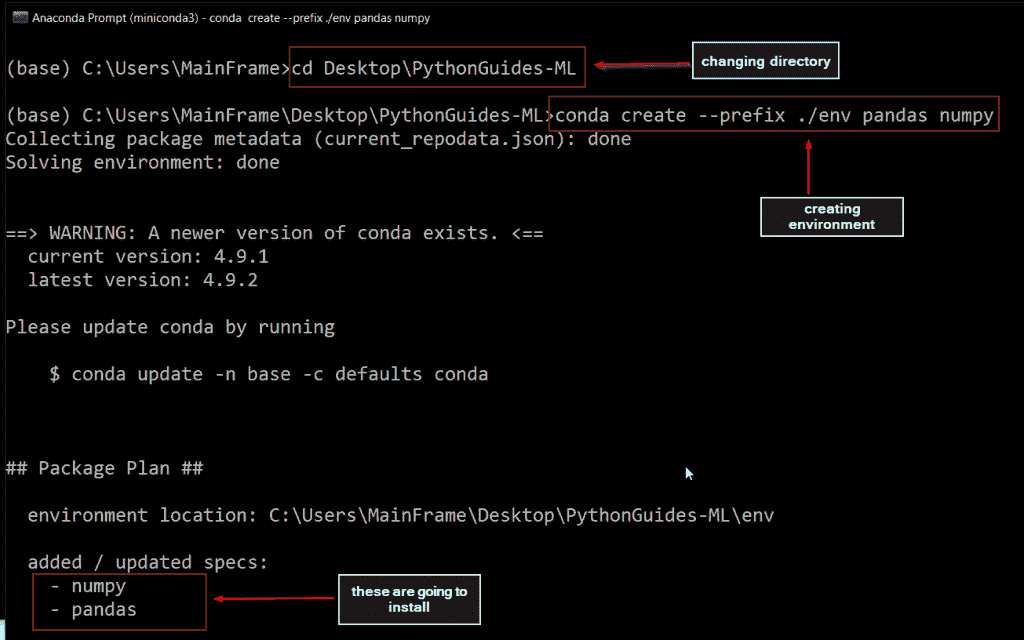 Anaconda Prompt (miniconda3) - conda  create --prefix ./env pandas numpy
(base) C:\Users\MainFrame>cd Desktop\PythonGuides-ML
changing directory
(base) C:\Users\MainFrame\Desktop\PythonGuides-ML>conda create --prefix ./env pandas numpy
Collecting package metadata (current_repodata.json): done
Solving environment: done
creating
environment
==> WARNING: A newer version of conda exists. <==
current version: 4.9.1
latest version: 4.9.2
Please update conda by running
$ conda update -n base -c defaults conda
## Package Plan ##
environment location: C:\Users\MainFrame\Desktop\PythonGuides-ML\env
added / updated specs:
- numpy
- pandas
these are going to
install